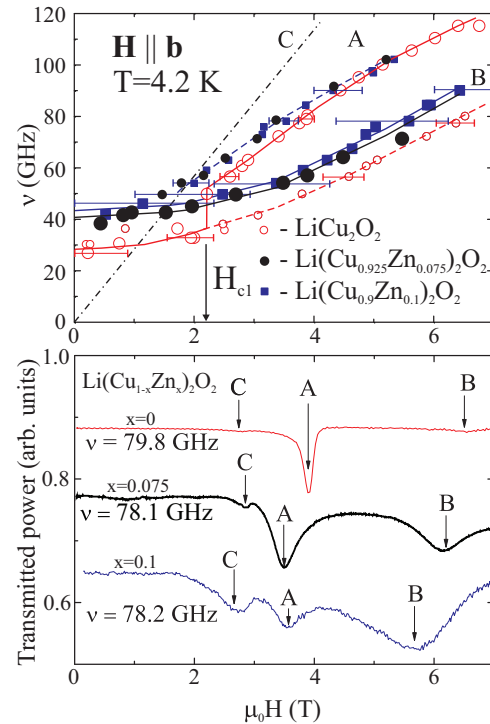 H || b
T=4.2 K
C
A
B
ν (GHz)
120
100
80
60
40
20
0
H_c1
- LiCu₂O₂
- Li(Cu₀.₉₂₅Zn₀.₀₇₅)₂O₂-
- Li(Cu₀.₉Zn₀.₁)₂O₂
0 2 4 6
Transmitted power (arb. units)
1.0
0.8
0.6
Li(Cu₁₋ₓZnₓ)₂O₂
C
A
B
x=0
ν = 79.8 GHz
x=0.075
C
A
B
ν = 78.1 GHz
x=0.1
C
A
B
ν = 78.2 GHz
0 2 4 6
μ₀H (T)